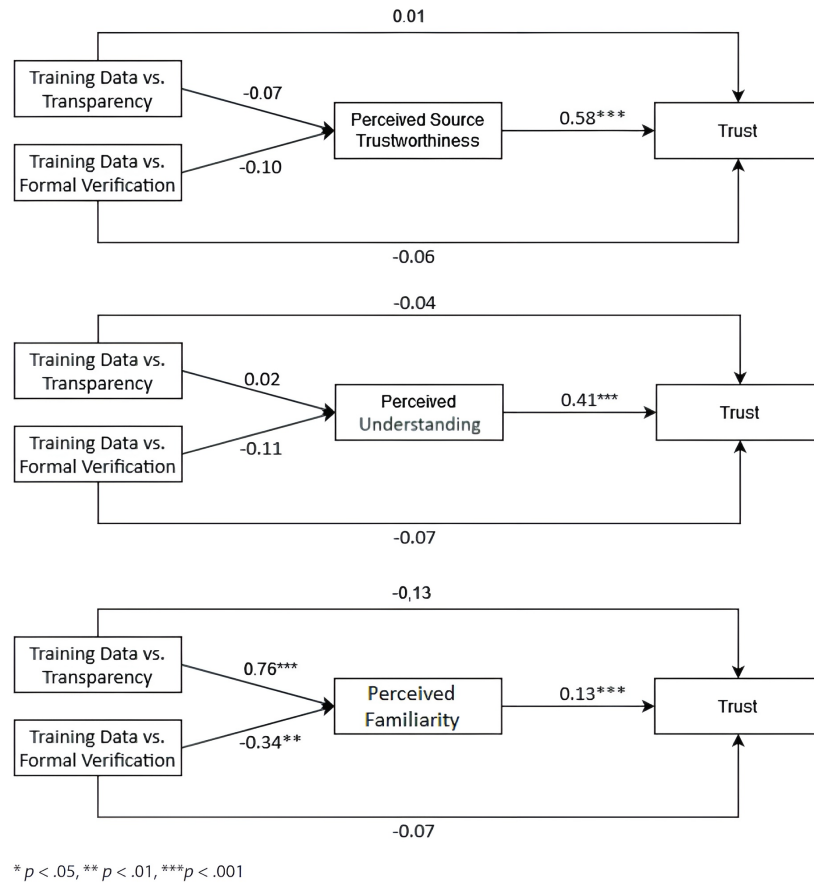 0.01
Training Data vs.
Transparency
-0.07
Perceived Source
Trustworthiness
0.58***
Trust
Training Data vs.
Formal Verification
-0.10
-0.06
-0.04
Training Data vs.
Transparency
0.02
Perceived
Understanding
0.41***
Trust
Training Data vs.
Formal Verification
-0.11
-0.07
-0,13
Training Data vs.
Transparency
0.76***
Perceived
Familiarity
0.13***
Trust
Training Data vs.
Formal Verification
-0.34**
-0.07
* p < .05, ** p < .01, ***p < .001